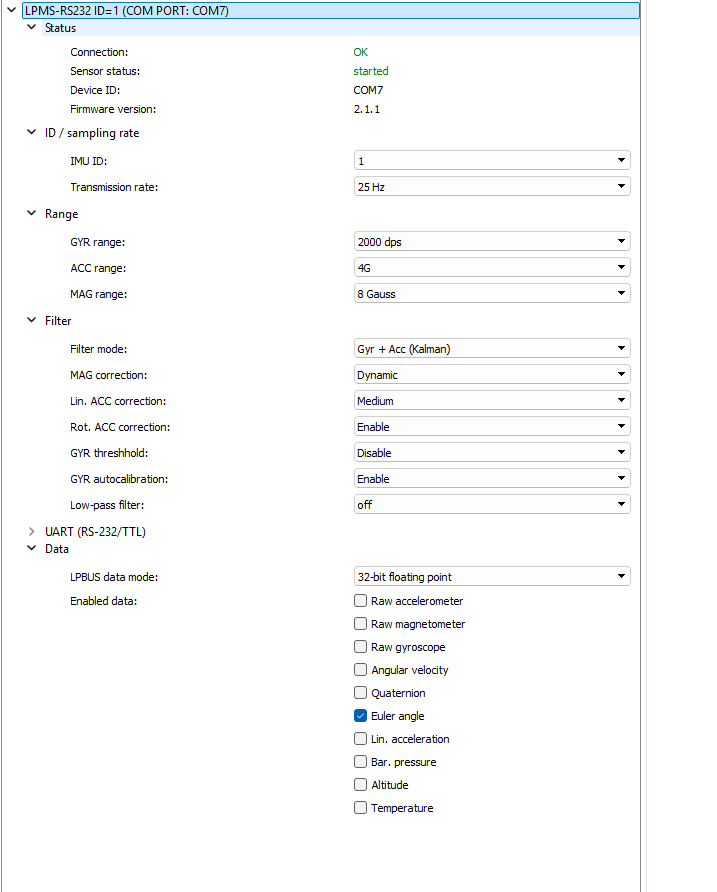 LPMS-RS232 ID=1 (COM PORT: COM7)
Status
Connection: OK
Sensor status: started
Device ID: COM7
Firmware version: 2.1.1
ID / sampling rate
IMU ID: 1
Transmission rate: 25 Hz
Range
GYR range: 2000 dps
ACC range: 4G
MAG range: 8 Gauss
Filter
Filter mode: Gyr + Acc (Kalman)
MAG correction: Dynamic
Lin. ACC correction: Medium
Rot. ACC correction: Enable
GYR threshhold: Disable
GYR autocalibration: Enable
Low-pass filter: off
UART (RS-232/TTL)
Data
LPBUS data mode: 32-bit floating point
Enabled data: Raw accelerometer
Raw magnetometer
Raw gyroscope
Angular velocity
Quaternion
Euler angle
Lin. acceleration
Bar. pressure
Altitude
Temperature